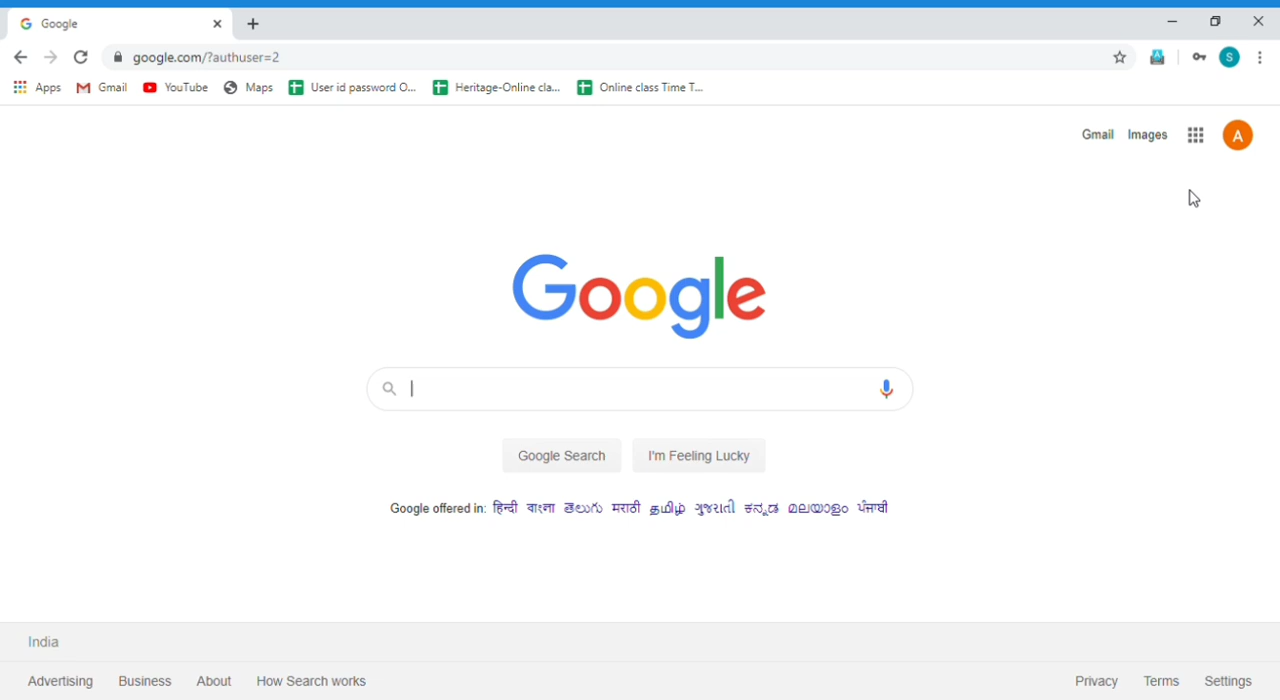 Google
google.com/?authuser=2
S
Apps Gmail YouTube Maps User id password O... Heritage-Online cla... Online class Time T...
Gmail Images A
Google
Google Search I'm Feeling Lucky
Google offered in: हिन्दी বাংলা తెలుగు मराठी தமிழ் ગુજરાતી ಕನ್ನಡ മലയാളം ਪੰਜਾਬੀ
India
Advertising Business About How Search works Privacy Terms Settings